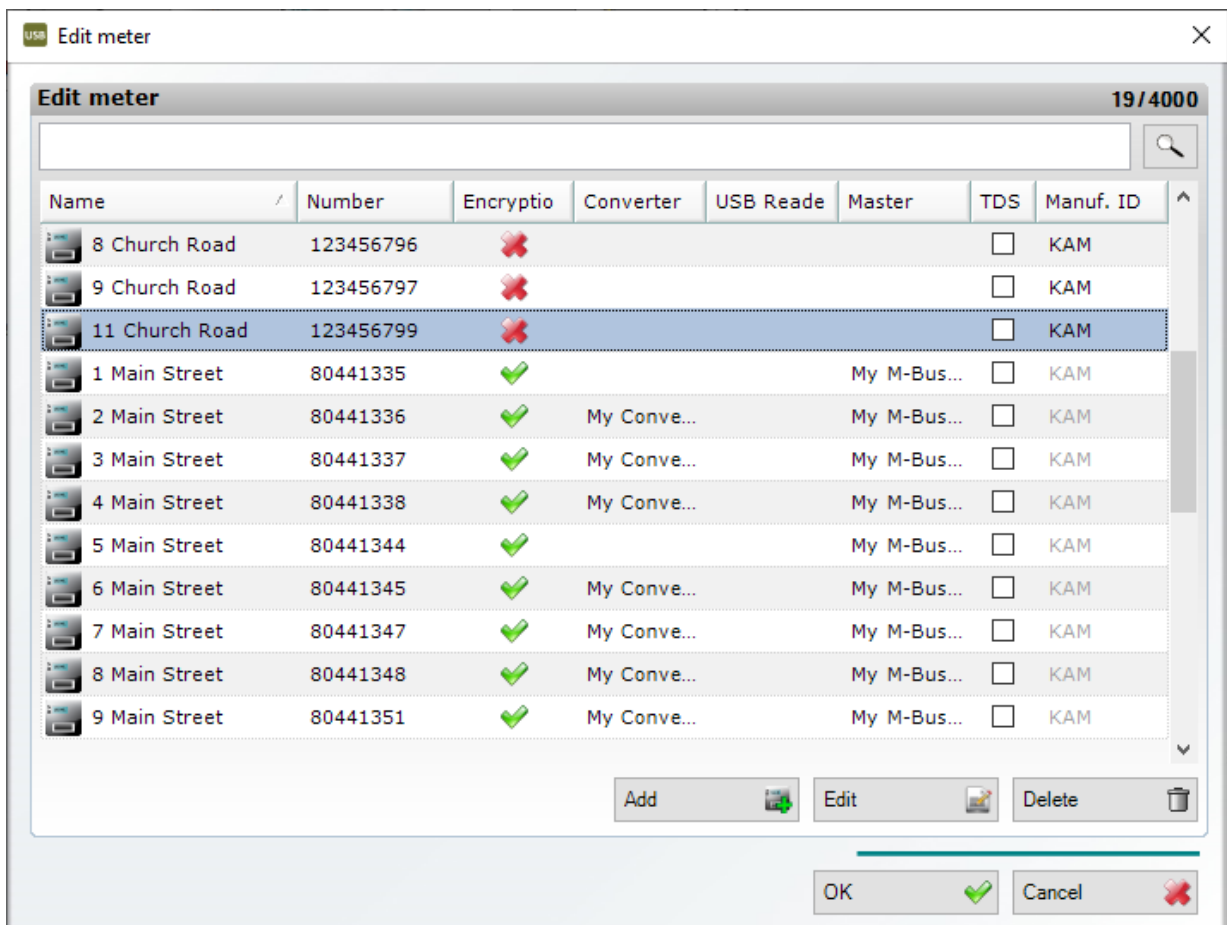 USB Edit meter
Edit meter 19/4000
Name Number Encryptio Converter USB Reade Master TDS Manuf. ID
8 Church Road 123456796 KAM
9 Church Road 123456797 KAM
11 Church Road 123456799 KAM
1 Main Street 80441335 My M-Bus... KAM
2 Main Street 80441336 My Conve... My M-Bus... KAM
3 Main Street 80441337 My Conve... My M-Bus... KAM
4 Main Street 80441338 My Conve... My M-Bus... KAM
5 Main Street 80441344 My M-Bus... KAM
6 Main Street 80441345 My Conve... My M-Bus... KAM
7 Main Street 80441347 My Conve... My M-Bus... KAM
8 Main Street 80441348 My Conve... My M-Bus... KAM
9 Main Street 80441351 My Conve... My M-Bus... KAM
Add Edit Delete
OK Cancel